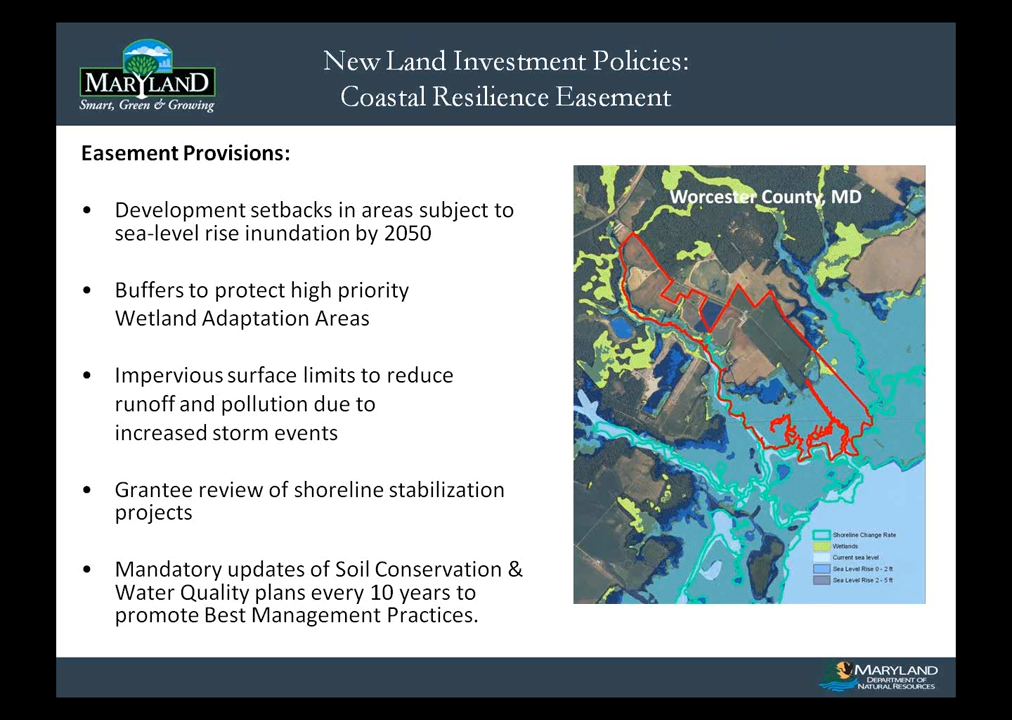 MARYLAND
Smart, Green & Growing
New Land Investment Policies:
Coastal Resilience Easement
Easement Provisions:
• Development setbacks in areas subject to
sea-level rise inundation by 2050
• Buffers to protect high priority
Wetland Adaptation Areas
• Impervious surface limits to reduce
runoff and pollution due to
increased storm events
• Grantee review of shoreline stabilization
projects
• Mandatory updates of Soil Conservation &
Water Quality plans every 10 years to
promote Best Management Practices.
Worcester County, MD
Shoreline Change Rate
Wetlands
Current sea level
Sea Level Rise 0 - 2 ft
Sea Level Rise 2 - 5 ft
MARYLAND
DEPARTMENT OF
NATURAL RESOURCES